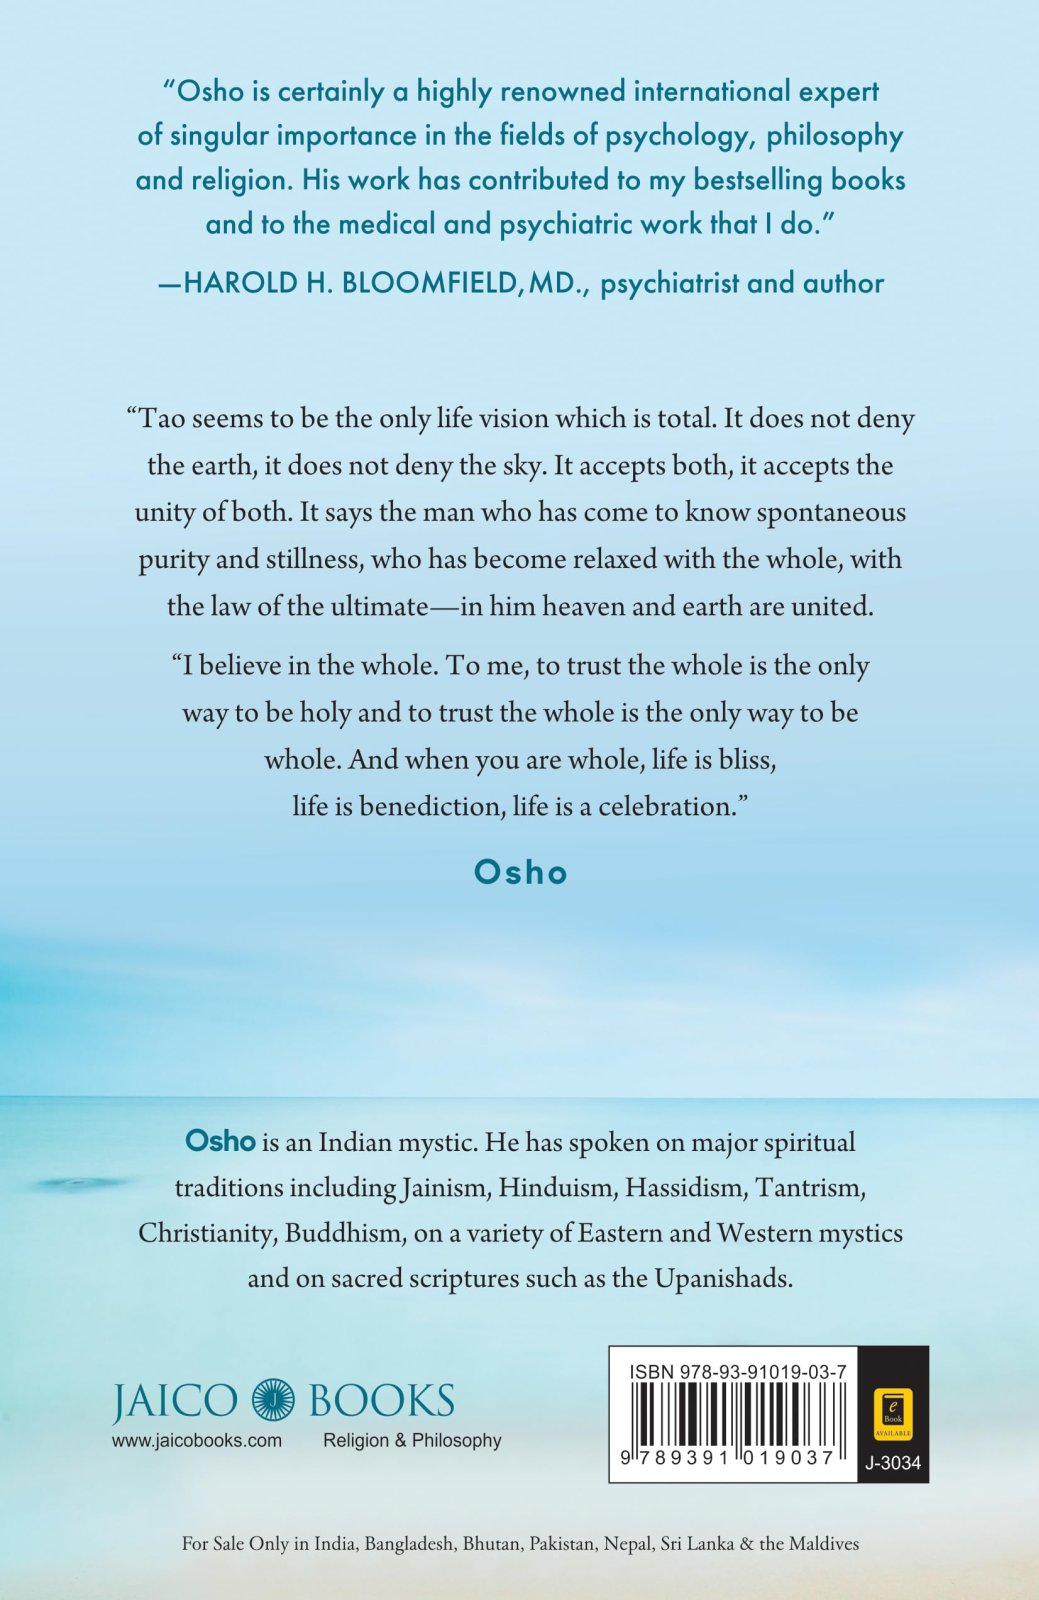 “Osho is certainly a highly renowned international expert
of singular importance in the fields of psychology, philosophy
and religion. His work has contributed to my bestselling books
and to the medical and psychiatric work that I do.”
—HAROLD H. BLOOMFIELD, MD., psychiatrist and author
“Tao seems to be the only life vision which is total. It does not deny
the earth, it does not deny the sky. It accepts both, it accepts the
unity of both. It says the man who has come to know spontaneous
purity and stillness, who has become relaxed with the whole, with
the law of the ultimate—in him heaven and earth are united.
“I believe in the whole. To me, to trust the whole is the only
way to be holy and to trust the whole is the only way to be
whole. And when you are whole, life is bliss,
life is benediction, life is a celebration.”
Osho
Osho is an Indian mystic. He has spoken on major spiritual
traditions including Jainism, Hinduism, Hassidism, Tantrism,
Christianity, Buddhism, on a variety of Eastern and Western mystics
and on sacred scriptures such as the Upanishads.
JAICO J BOOKS
www.jaicobooks.com Religion & Philosophy
ISBN 978-93-91019-03-7
9 789391 019037
e
Book
AVAILABLE
J-3034
For Sale Only in India, Bangladesh, Bhutan, Pakistan, Nepal, Sri Lanka & the Maldives